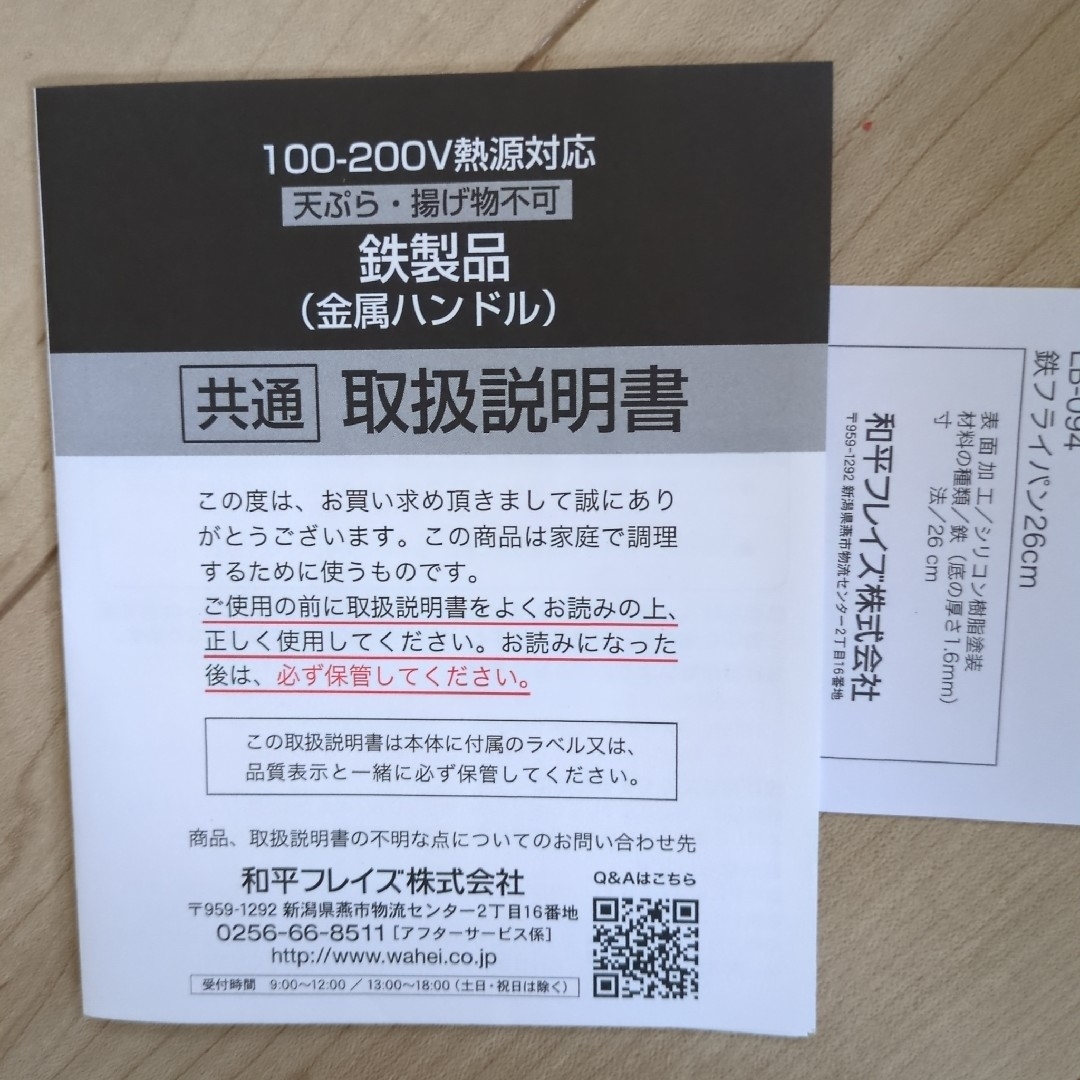 100-200V熱源対応
天ぷら・揚げ物不可
鉄製品
（金属ハンドル）
共通 取扱説明書
この度は、お買い求め頂きまして誠にあり
がとうございます。この商品は家庭で調理
するために使うものです。
ご使用の前に取扱説明書をよくお読みの上、
正しく使用してください。お読みになった
後は、必ず保管してください。
この取扱説明書は本体に付属のラベル又は、
品質表示と一緒に必ず保管してください。
商品、取扱説明書の不明な点についてのお問い合わせ先
和平フレイズ株式会社
〒959-1292 新潟県燕市物流センター2丁目16番地
0256-66-8511［アフターサービス係］
http://www.wahei.co.jp
受付時間 9:00〜12:00 ／ 13:00〜18:00（土日・祝日は除く）
Q&Aはこちら
EB-094
鉄フライパン26cm
表面加工／シリコン樹脂塗装
材料の種類／鉄（底の厚さ1.6mm）
寸 法／26cm
和平フレイズ株式会社
〒959-1292 新潟県燕市物流センター2丁目16番地